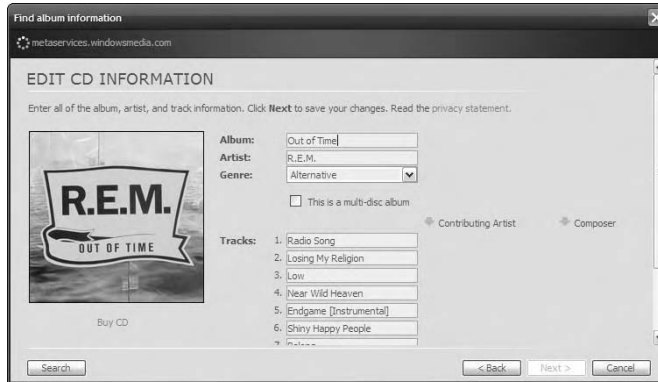 Find album information
metaservices.windowsmedia.com
EDIT CD INFORMATION
Enter all of the album, artist, and track information. Click Next to save your changes. Read the privacy statement.
R.E.M.
OUT OF TIME
Buy CD
Album: Out of Time
Artist: R.E.M.
Genre: Alternative
This is a multi-disc album
Contributing Artist Composer
Tracks: 1. Radio Song
2. Losing My Religion
3. Low
4. Near Wild Heaven
5. Endgame [Instrumental]
6. Shiny Happy People
7.
Search < Back Next > Cancel